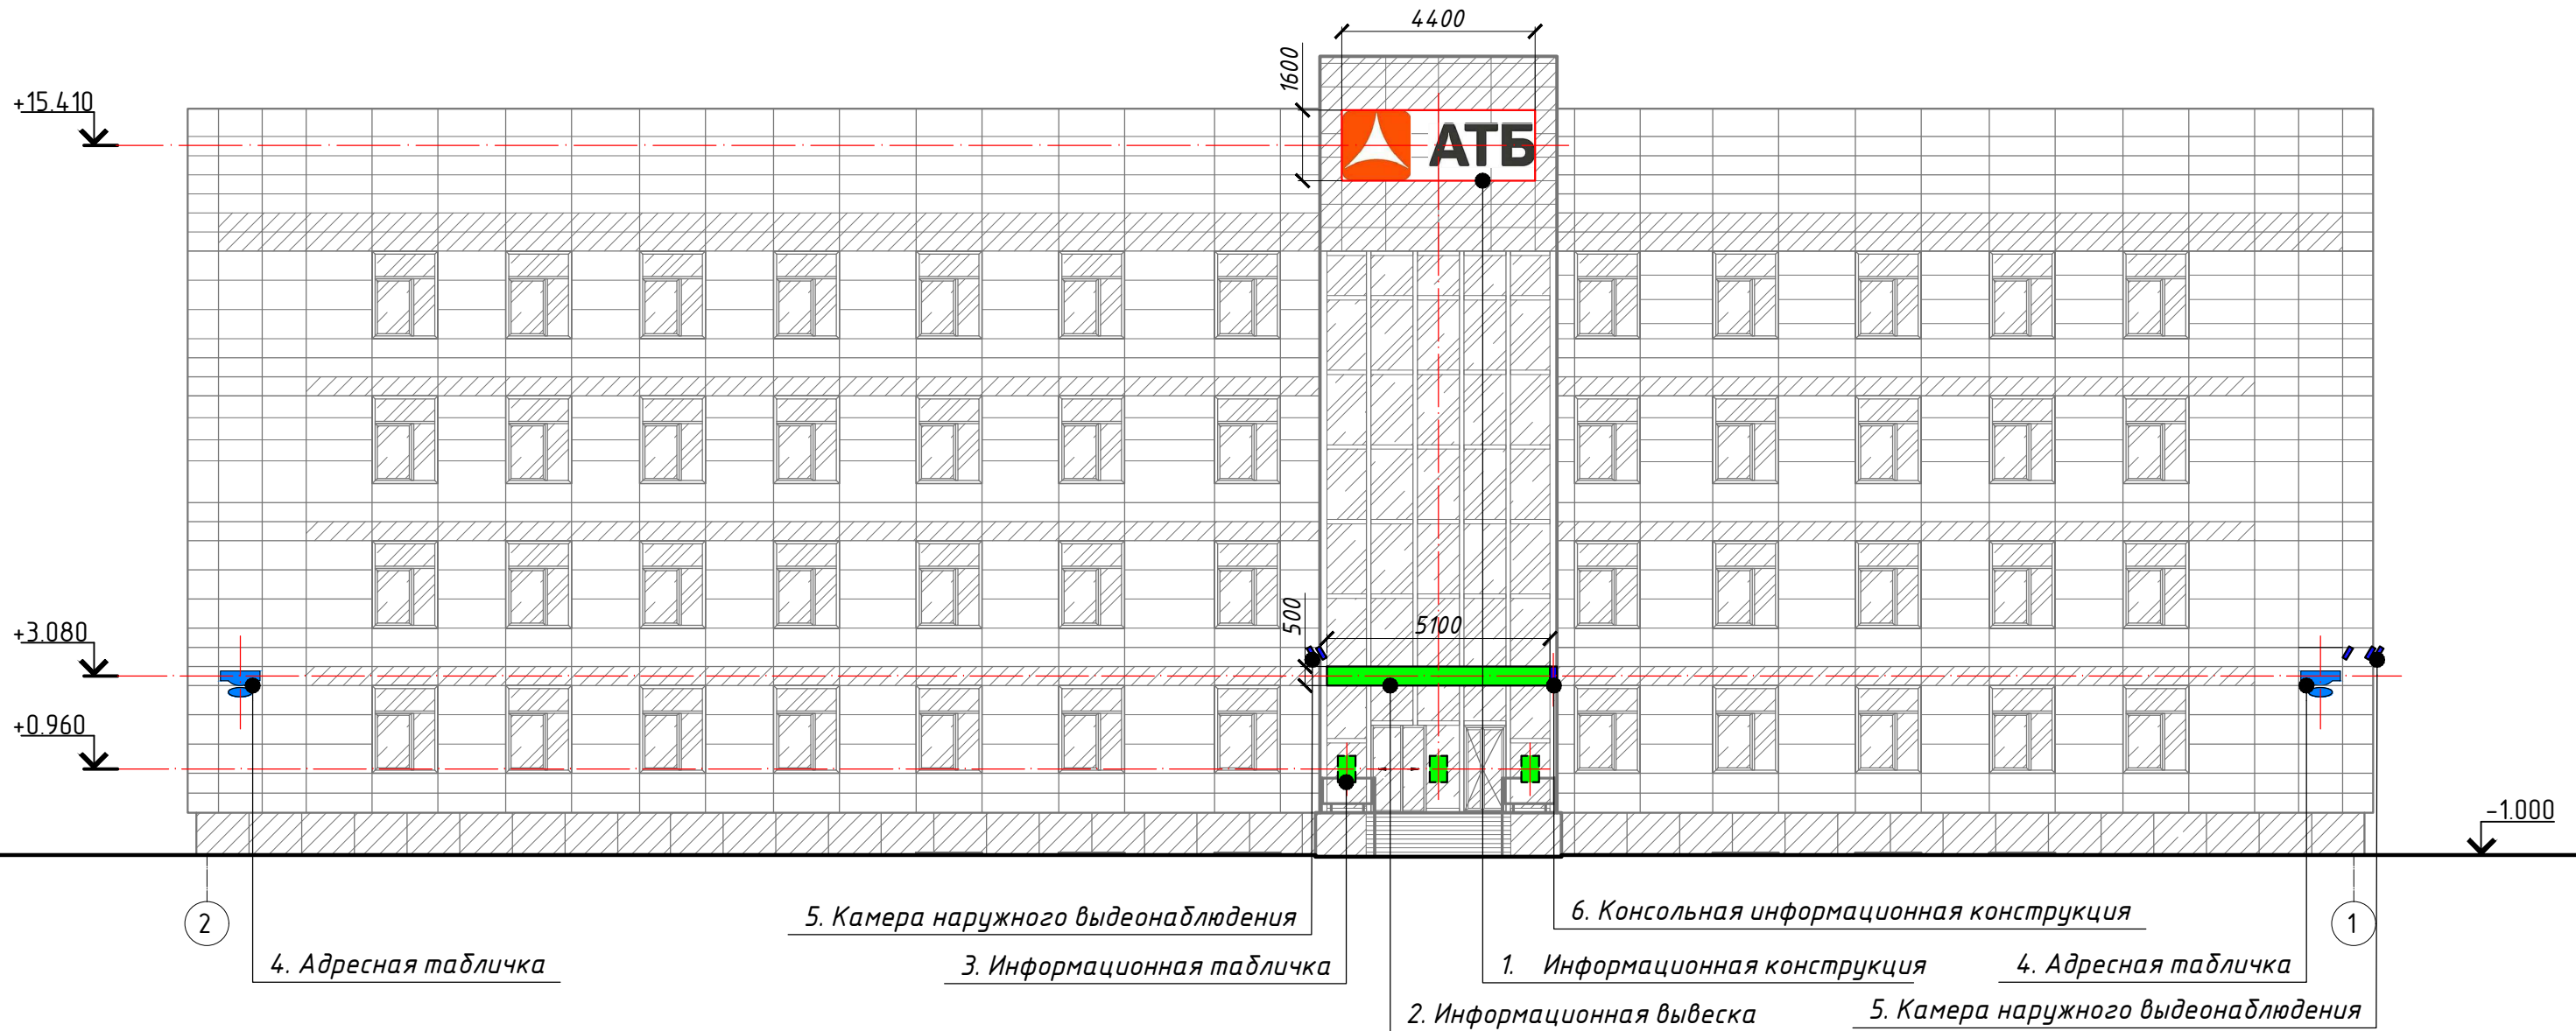 4400
1600
+15.410
АТБ
+3.080
500
5100
+0.960
-1.000
2
5. Камера наружного выдеонаблюдения
6. Консольная информационная конструкция
1
4. Адресная табличка
3. Информационная табличка
1. Информационная конструкция
4. Адресная табличка
2. Информационная вывеска
5. Камера наружного выдеонаблюдения